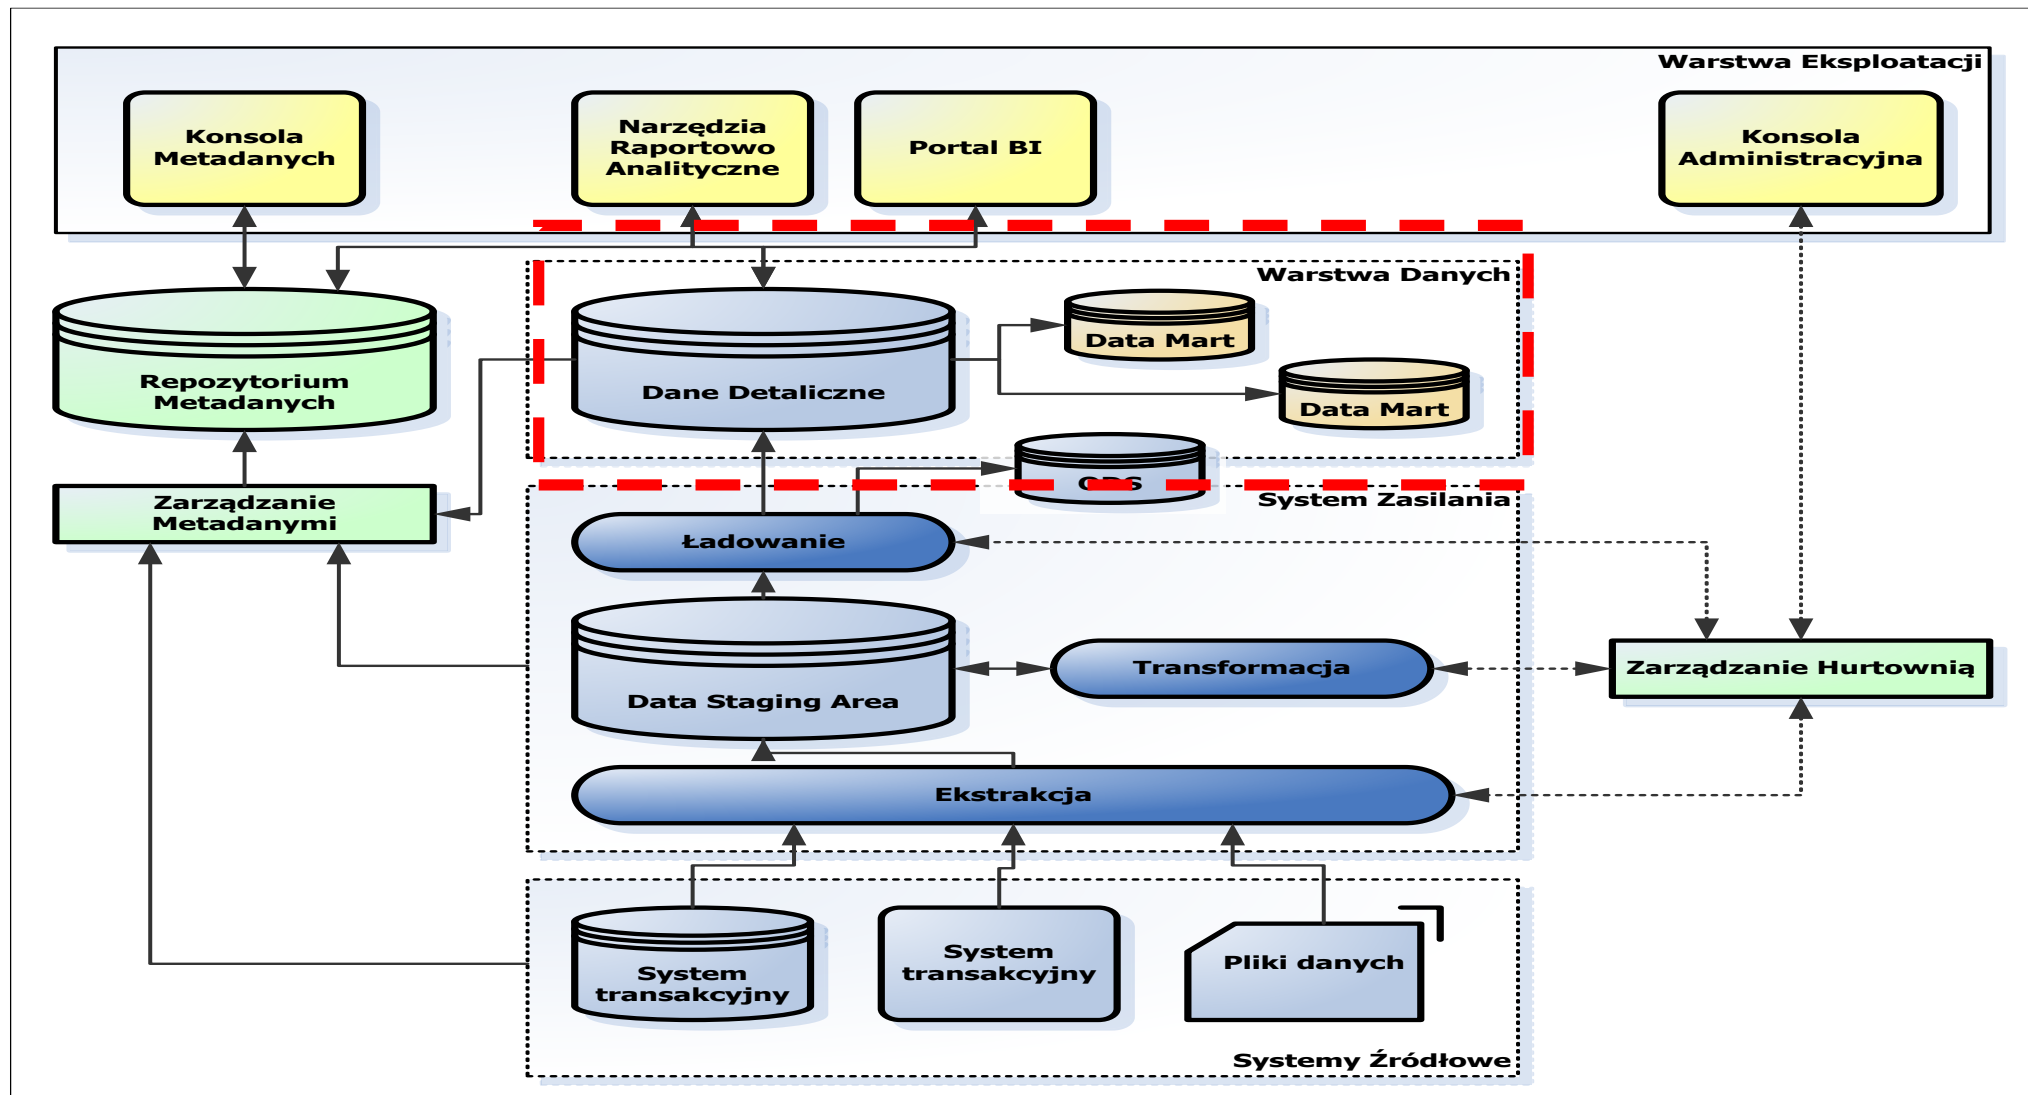 Warstwa Eksploatacji
Konsola
Metadanych
Narzędzia
Raportowo
Analityczne
Portal BI
Konsola
Administracyjna
Warstwa Danych
Repozytorium
Metadanych
Dane Detaliczne
Data Mart
Data Mart
ODS
Zarządzanie
Metadanymi
System Zasilania
Ładowanie
Data Staging Area
Transformacja
Zarządzanie Hurtownią
Ekstrakcja
System
transakcyjny
System
transakcyjny
Pliki danych
Systemy Źródłowe